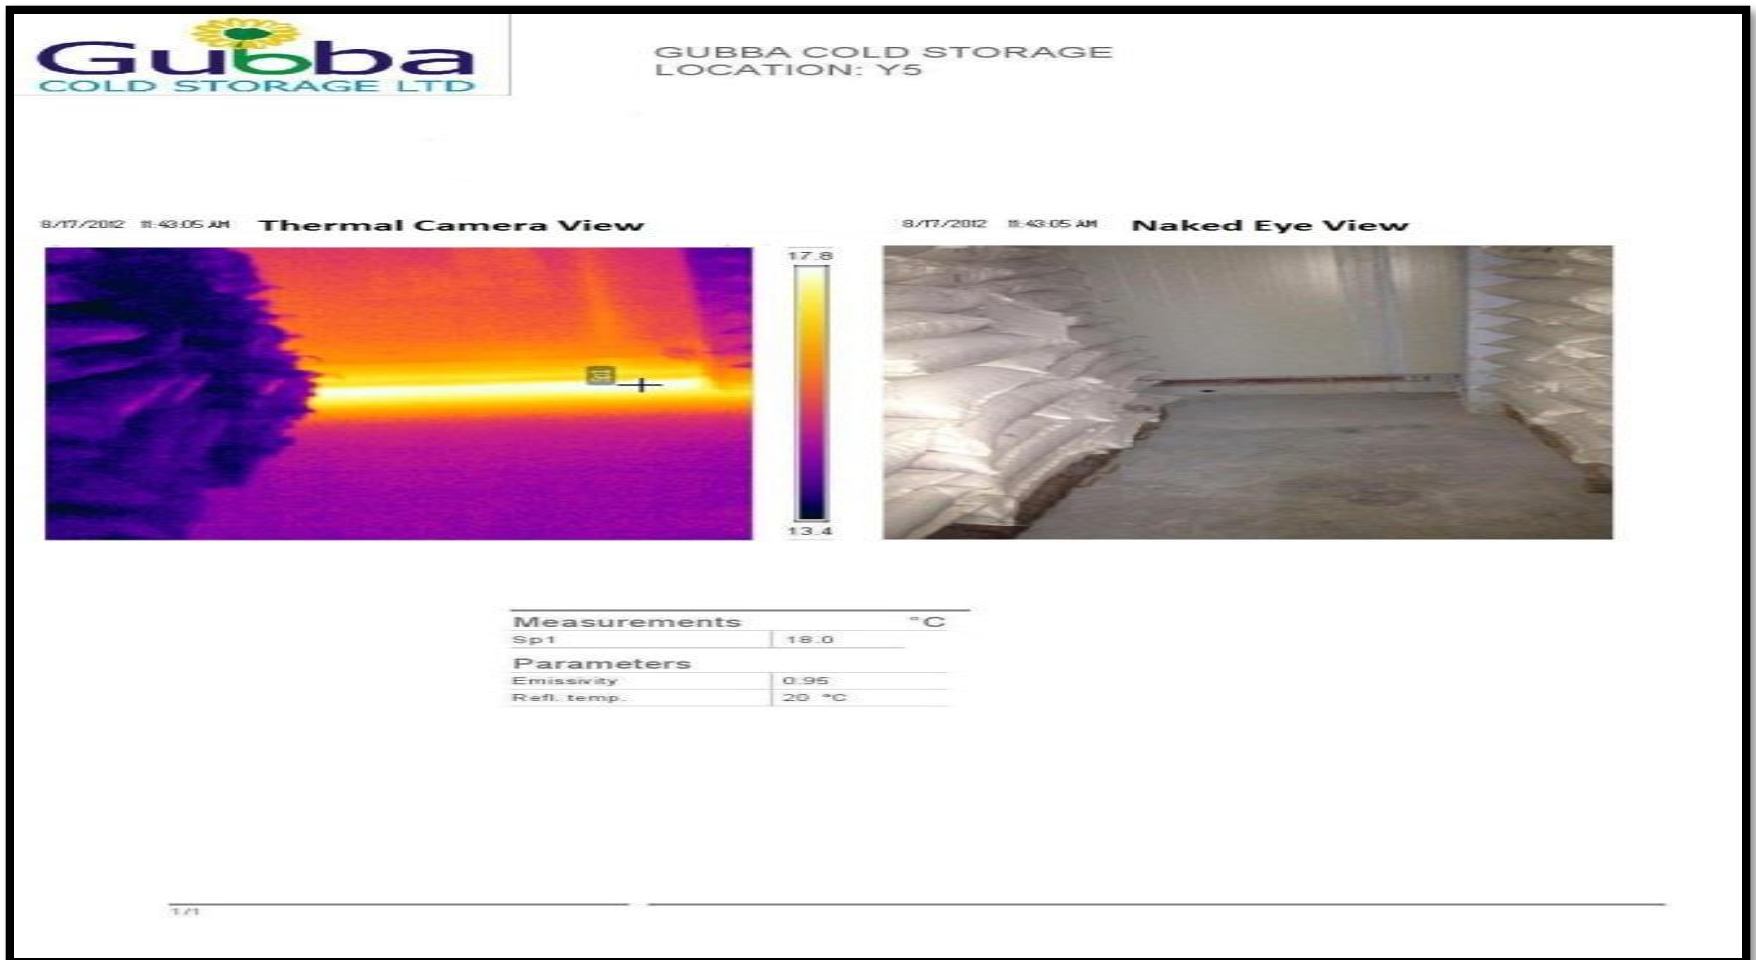 Gubba
COLD STORAGE LTD
GUBBA COLD STORAGE
LOCATION: Y5
8/17/2012 11:43:05 AM Thermal Camera View
8/17/2012 11:43:05 AM Naked Eye View
17.8
13.4
Measurements °C
Sp1 18.0
Parameters
Emissivity 0.95
Refl. temp. 20 °C
1/1